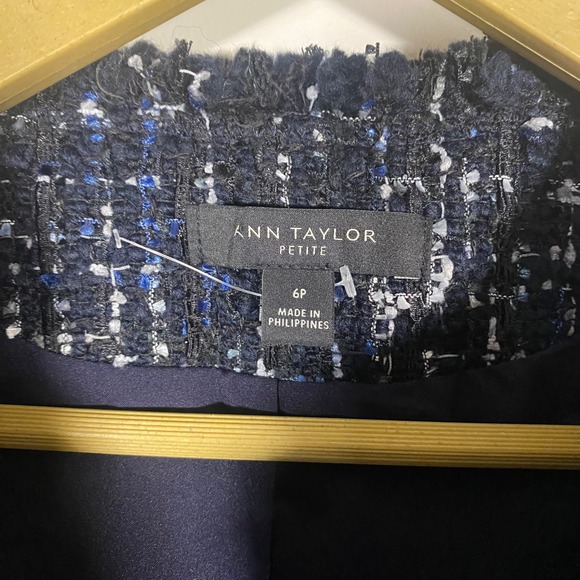 ANN TAYLOR
PETITE
6P
MADE IN
PHILIPPINES